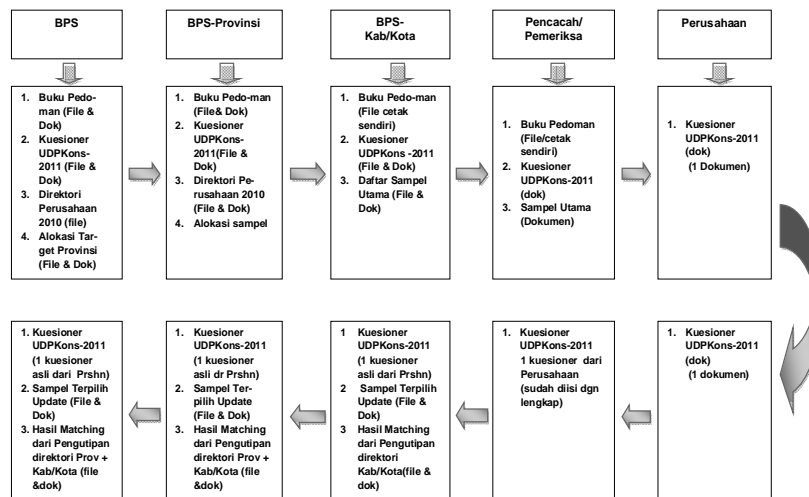 BPS
BPS-Provinsi
BPS-
Kab/Kota
Pencacah/
Pemeriksa
Perusahaan
1. Buku Pedo-
man (File &
Dok)
2. Kuesioner
UDPKons-
2011 (File &
Dok)
3. Direktori
Perusahaan
2010 (file)
4. Alokasi Tar-
get Provinsi
(File & Dok)
1. Buku Pedo-man
(File& Dok)
2. Kuesioner
UDPKons-
2011(File &
Dok)
3. Direktori Pe-
rusahaan 2010
(File & Dok)
4. Alokasi sampel
1. Buku Pedo-man
(File cetak
sendiri)
2. Kuesioner
UDPKons -2011
(File & Dok)
3. Daftar Sampel
Utama (File &
Dok)
1. Buku Pedoman
(File/cetak
sendiri)
2. Kuesioner
UDPKons-2011
(dok)
3. Sampel Utama
(Dokumen)
1. Kuesioner
UDPKons-2011
(dok)
(1 Dokumen)
1. Kuesioner
UDPKons-2011
(1 kuesioner
asli dari Prshn)
2. Sampel Terpilih
Update (File &
Dok)
3. Hasil Matching
dari Pengutipan
direktori Prov +
Kab/Kota (file
&dok)
1. Kuesioner
UDPKons-2011
(1 kuesioner
asli dr Prshn)
2. Sampel Ter-
pilih Update
(File & Dok)
3. Hasil Matching
dari Pengutipan
direktori Prov +
Kab/Kota (file
&dok)
1 Kuesioner
UDPKons-2011
(1 kuesioner
asli dari Prshn)
2 Sampel Terpilih
Update (File &
Dok)
3 Hasil Matching
dari Pengutipan
direktori
Kab/Kota(file &
dok)
1. Kuesioner
UDPKons-2011
1 kuesioner dari
Perusahaan
(sudah diisi dgn
lengkap)
1. Kuesioner
UDPKons-2011
(dok)
(1 dokumen)